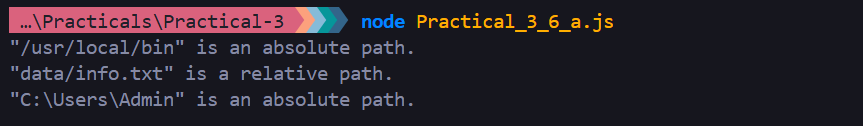 …\Practicals\Practical-3 node Practical_3_6_a.js
"/usr/local/bin" is an absolute path.
"data/info.txt" is a relative path.
"C:\Users\Admin" is an absolute path.